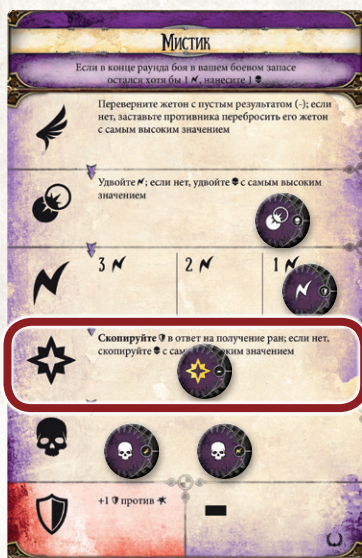 Мистик
Если в конце раунда боя в вашем боевом запасе
остался хотя бы 1 , нанесите 1
Переверните жетон с пустым результатом (-); если
нет, заставьте противника перебросить его жетон
с самым высоким значением
Удвойте ; если нет, удвойте с самым высоким
значением
3
2
1
Скопируйте в ответ на получение ран; если нет,
скопируйте с значением
+1 против